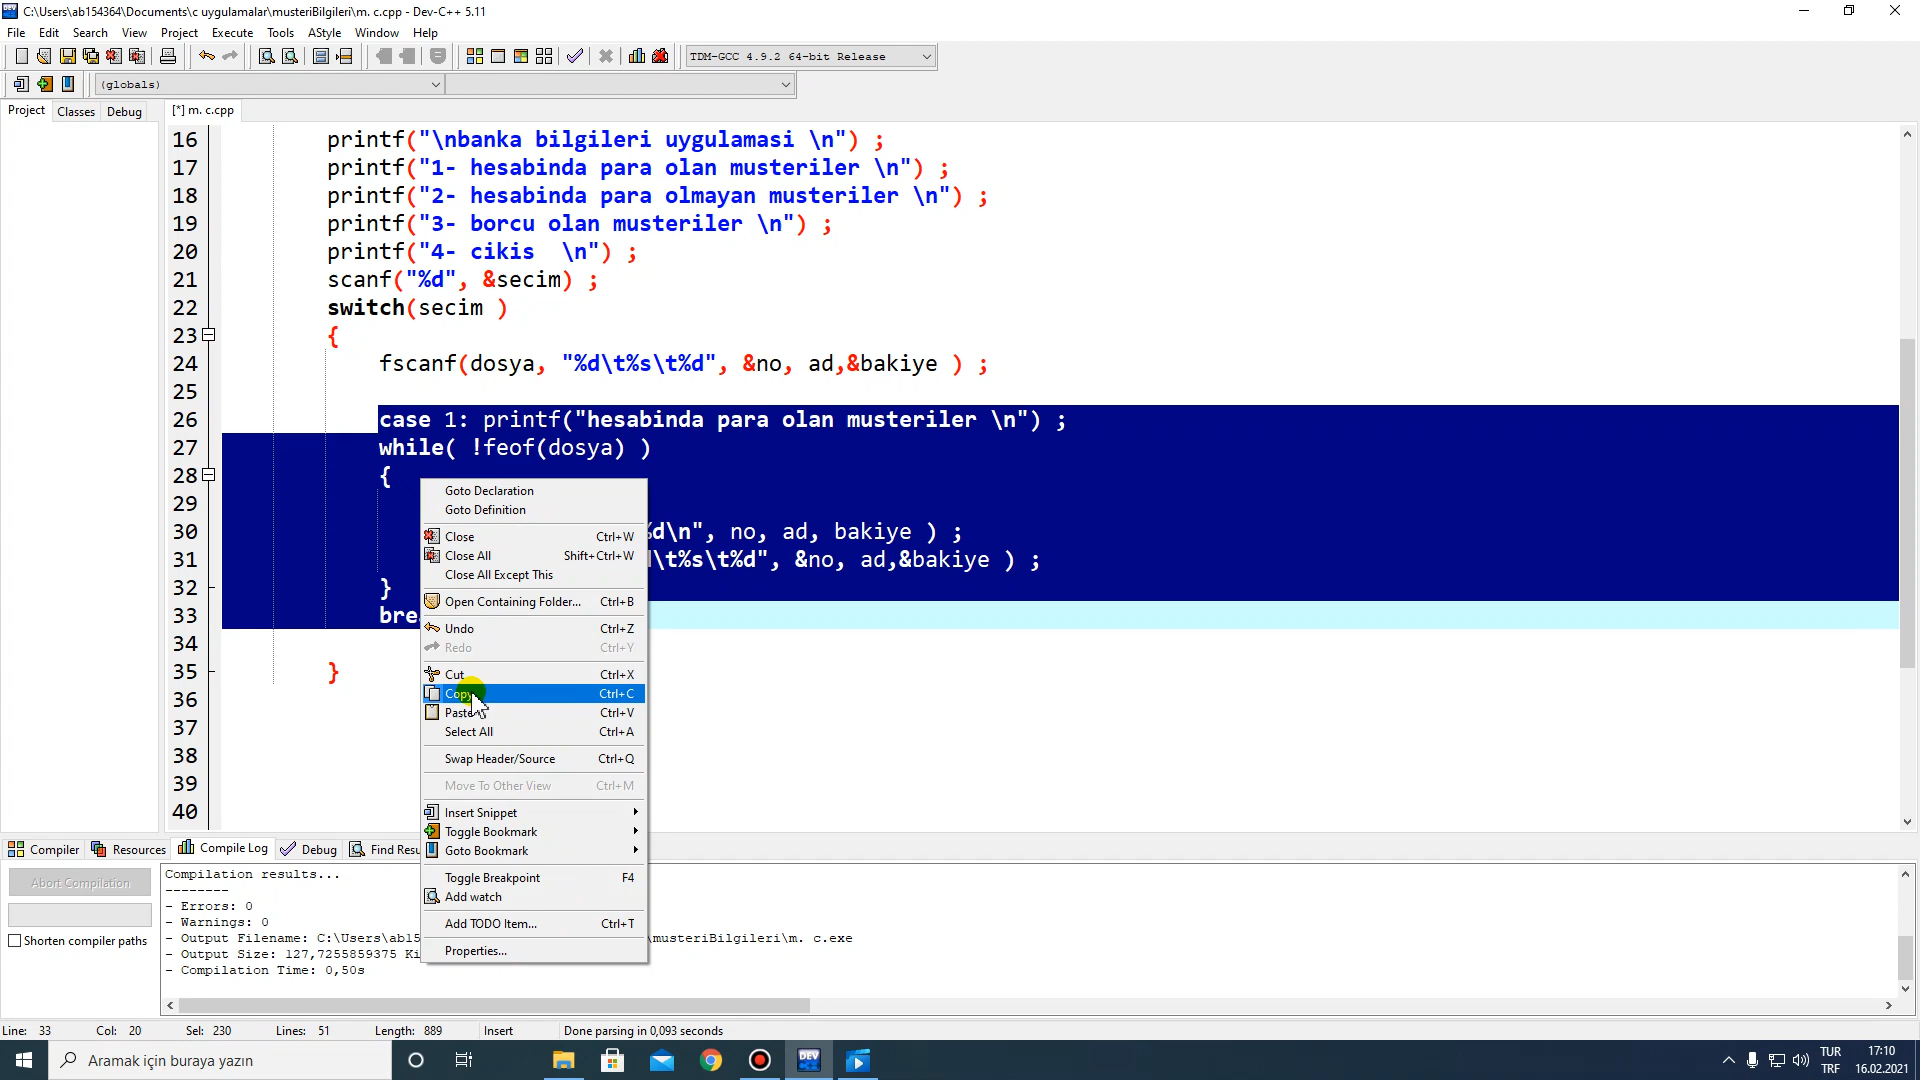 C:\Users\ab154364\Documents\c uygulamalar\musteriBilgileri\m. c.cpp - Dev-C++ 5.11
File Edit Search View Project Execute Tools AStyle Window Help
TDM-GCC 4.9.2 64-bit Release
(globals)
Project Classes Debug [*] m. c.cpp
16 printf("\nbanka bilgileri uygulamasi \n") ;
17 printf("1- hesabinda para olan musteriler \n") ;
18 printf("2- hesabinda para olmayan musteriler \n") ;
19 printf("3- borcu olan musteriler \n") ;
20 printf("4- cikis  \n") ;
21 scanf("%d", &secim) ;
22 switch(secim )
23 {
24 fscanf(dosya, "%d\t%s\t%d", &no, ad,&bakiye ) ;
25
26 case 1: printf("hesabinda para olan musteriler \n") ;
27 while( !feof(dosya) )
28 {
29
30 %d\n", no, ad, bakiye ) ;
31 \t%s\t%d", &no, ad,&bakiye ) ;
32 }
33 bre
34
35 }
36
37
38
39
40
Goto Declaration
Goto Definition
Close Ctrl+W
Close All Shift+Ctrl+W
Close All Except This
Open Containing Folder... Ctrl+B
Undo Ctrl+Z
Redo Ctrl+Y
Cut Ctrl+X
Copy Ctrl+C
Paste Ctrl+V
Select All Ctrl+A
Swap Header/Source Ctrl+Q
Move To Other View Ctrl+M
Insert Snippet
Toggle Bookmark
Goto Bookmark
Toggle Breakpoint F4
Add watch
Add TODO Item... Ctrl+T
Properties...
Compiler Resources Compile Log Debug Find Resu
Abort Compilation
Shorten compiler paths
Compilation results...
--------
- Errors: 0
- Warnings: 0
- Output Filename: C:\Users\ab15 \musteriBilgileri\m. c.exe
- Output Size: 127,7255859375 Ki
- Compilation Time: 0,50s
Line: 33 Col: 20 Sel: 230 Lines: 51 Length: 889 Insert Done parsing in 0,093 seconds
Aramak için buraya yazın
DEV
TUR
TRF
17:10
16.02.2021